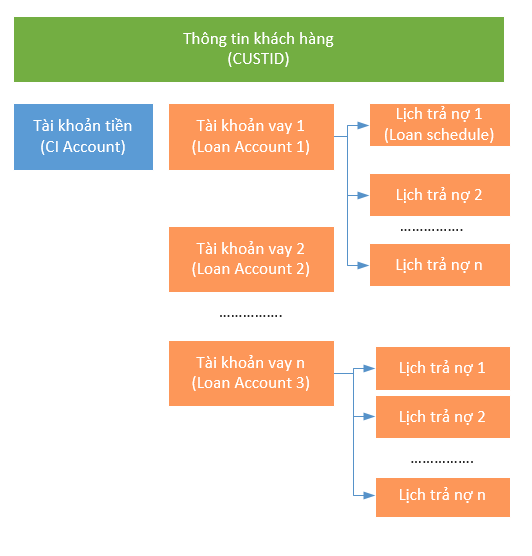 Thông tin khách hàng
(CUSTID)
Tài khoản tiền
(CI Account)
Tài khoản vay 1
(Loan Account 1)
Lịch trả nợ 1
(Loan schedule)
Lịch trả nợ 2
................
Lịch trả nợ n
Tài khoản vay 2
(Loan Account 2)
................
Tài khoản vay n
(Loan Account 3)
Lịch trả nợ 1
Lịch trả nợ 2
................
Lịch trả nợ n